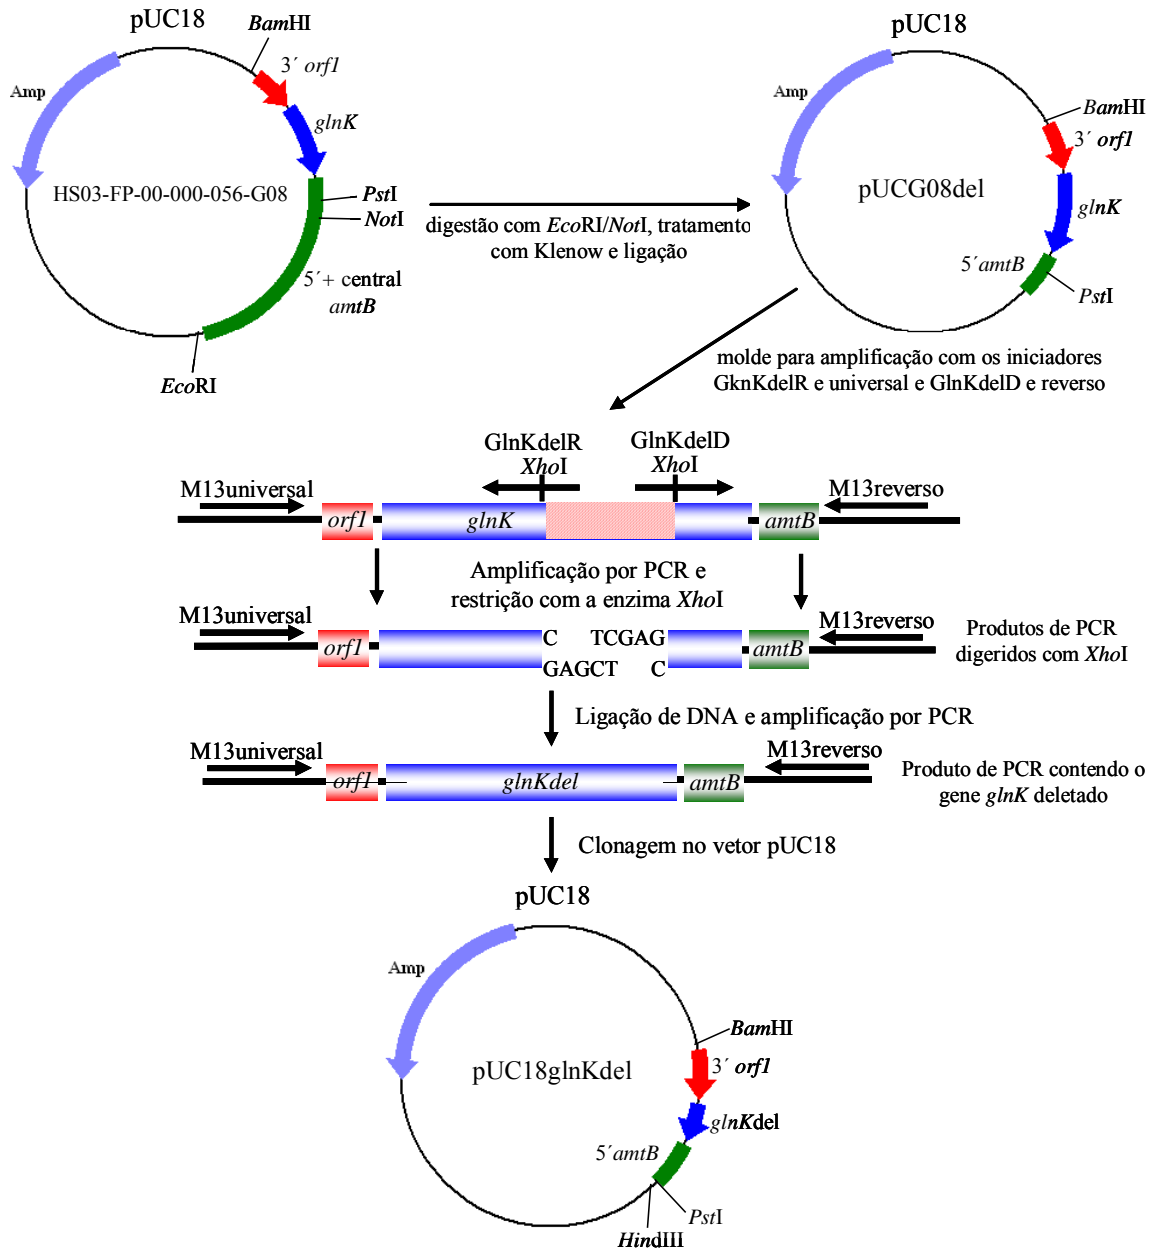 pUC18
BamHI
3´ orf1
Amp
glnK
HS03-FP-00-000-056-G08
PstI
NotI
5´+ central
amtB
EcoRI
digestão com EcoRI/NotI, tratamento
com Klenow e ligação
pUC18
Amp
BamHI
3´ orf1
pUCG08del
glnK
5´amtB
PstI
molde para amplificação com os iniciadores
GknKdelR e universal e GlnKdelD e reverso
GlnKdelR
XhoI
GlnKdelD
XhoI
M13universal
M13reverso
orf1
glnK
amtB
Amplificação por PCR e
restrição com a enzima XhoI
M13universal
M13reverso
orf1
C TCGAG
GAGCT C
amtB
Produtos de PCR
digeridos com XhoI
Ligação de DNA e amplificação por PCR
M13universal
M13reverso
orf1
glnKdel
amtB
Produto de PCR contendo o
gene glnK deletado
Clonagem no vetor pUC18
pUC18
Amp
BamHI
3´ orf1
pUC18glnKdel
glnKdel
5´amtB
PstI
HindIII